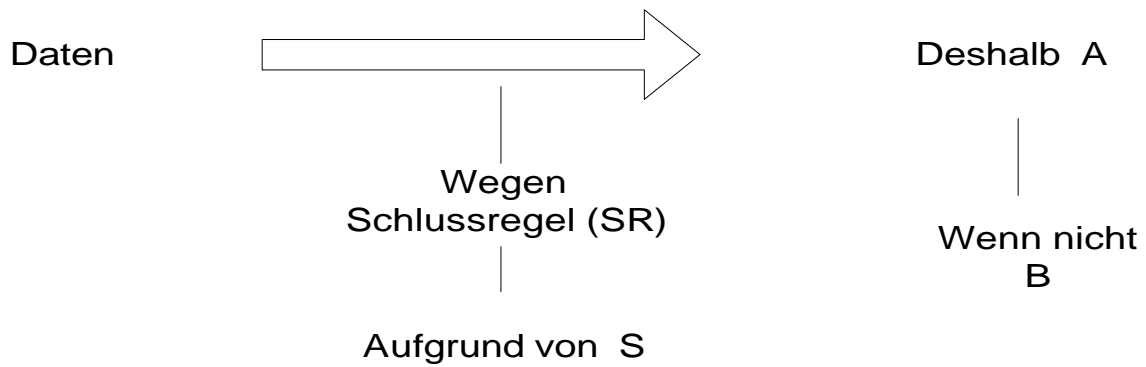 Daten
Deshalb A
Wegen
Schlussregel (SR)
Wenn nicht
B
Aufgrund von S